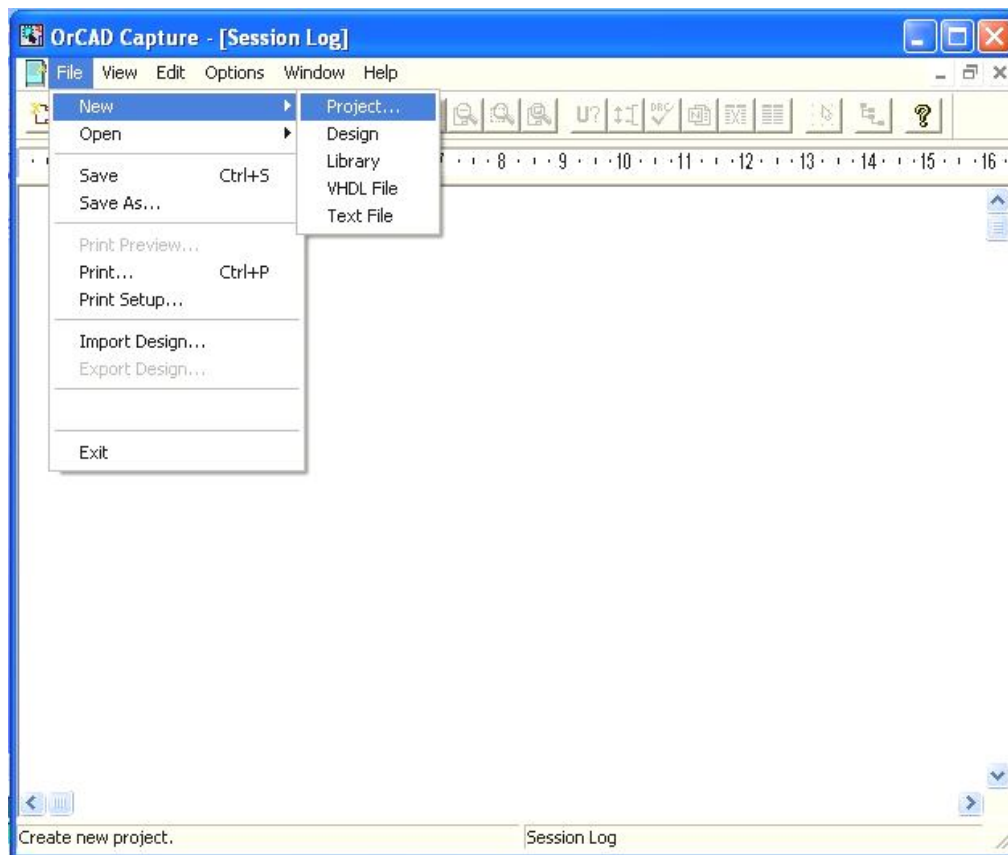 OrCAD Capture - [Session Log]
File View Edit Options Window Help
New
Project...
U? DRC
Open
Design
Library
8 9 10 11 12 13 14 15 16
Save Ctrl+S
VHDL File
Save As...
Text File
Print Preview...
Print... Ctrl+P
Print Setup...
Import Design...
Export Design...
Exit
Create new project.
Session Log